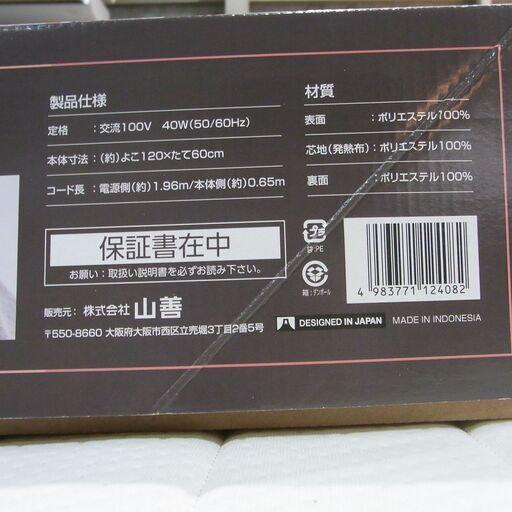 製品仕様
定格 : 交流100V 40W(50/60Hz)
本体寸法 : (約)よこ120×たて60cm
コード長 : 電源側(約)1.96m/本体側(約)0.65m
保証書在中
お願い : 取扱い説明書を必ずお読み下さい。
販売元: 株式会社 山善
〒550-8660 大阪府大阪市西区立売堀3丁目2番5号
材質
表面 : ポリエステル100%
芯地(発熱布) : ポリエステル100%
裏面 : ポリエステル100%
プラ
袋:PE
箱:ダンボール
4 983771 124082
DESIGNED IN JAPAN MADE IN INDONESIA